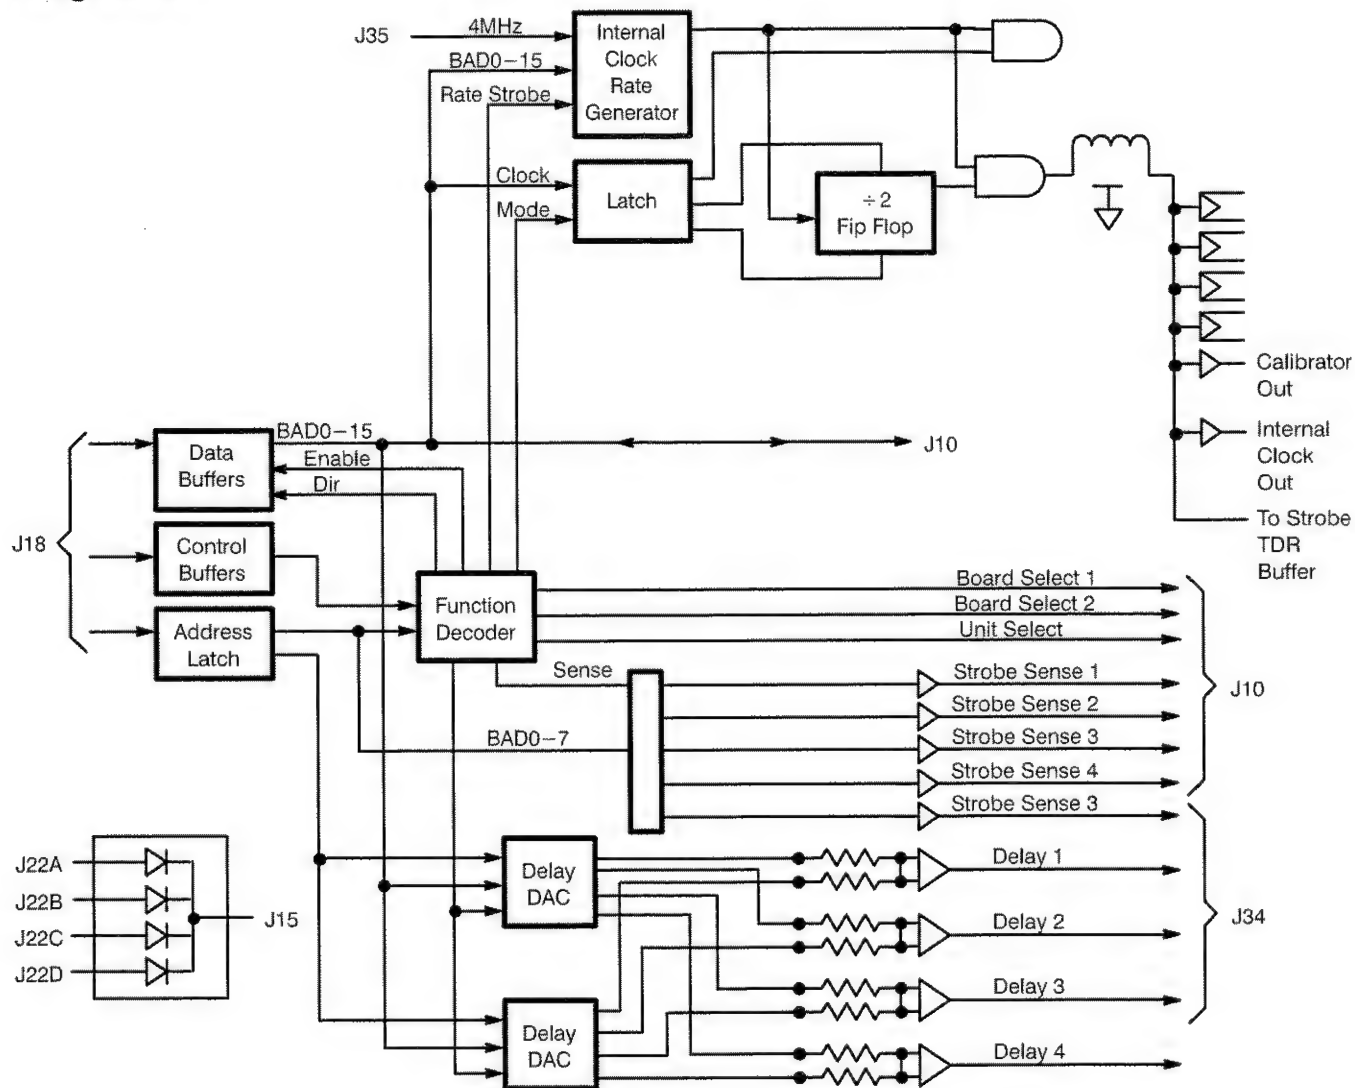 J35
4MHz
BAD0-15
Rate Strobe
Internal
Clock
Rate
Generator
Clock
Mode
Latch
÷2
Fip Flop
Calibrator
Out
Internal
Clock
Out
To Strobe
TDR
Buffer
J18
Data
Buffers
BAD0-15
Enable
Dir
J10
Control
Buffers
Address
Latch
Function
Decoder
Board Select 1
Board Select 2
Unit Select
Sense
BAD0-7
Strobe Sense 1
Strobe Sense 2
Strobe Sense 3
Strobe Sense 4
Strobe Sense 3
J10
J22A
J22B
J22C
J22D
J15
Delay
DAC
Delay
DAC
Delay 1
Delay 2
Delay 3
Delay 4
J34